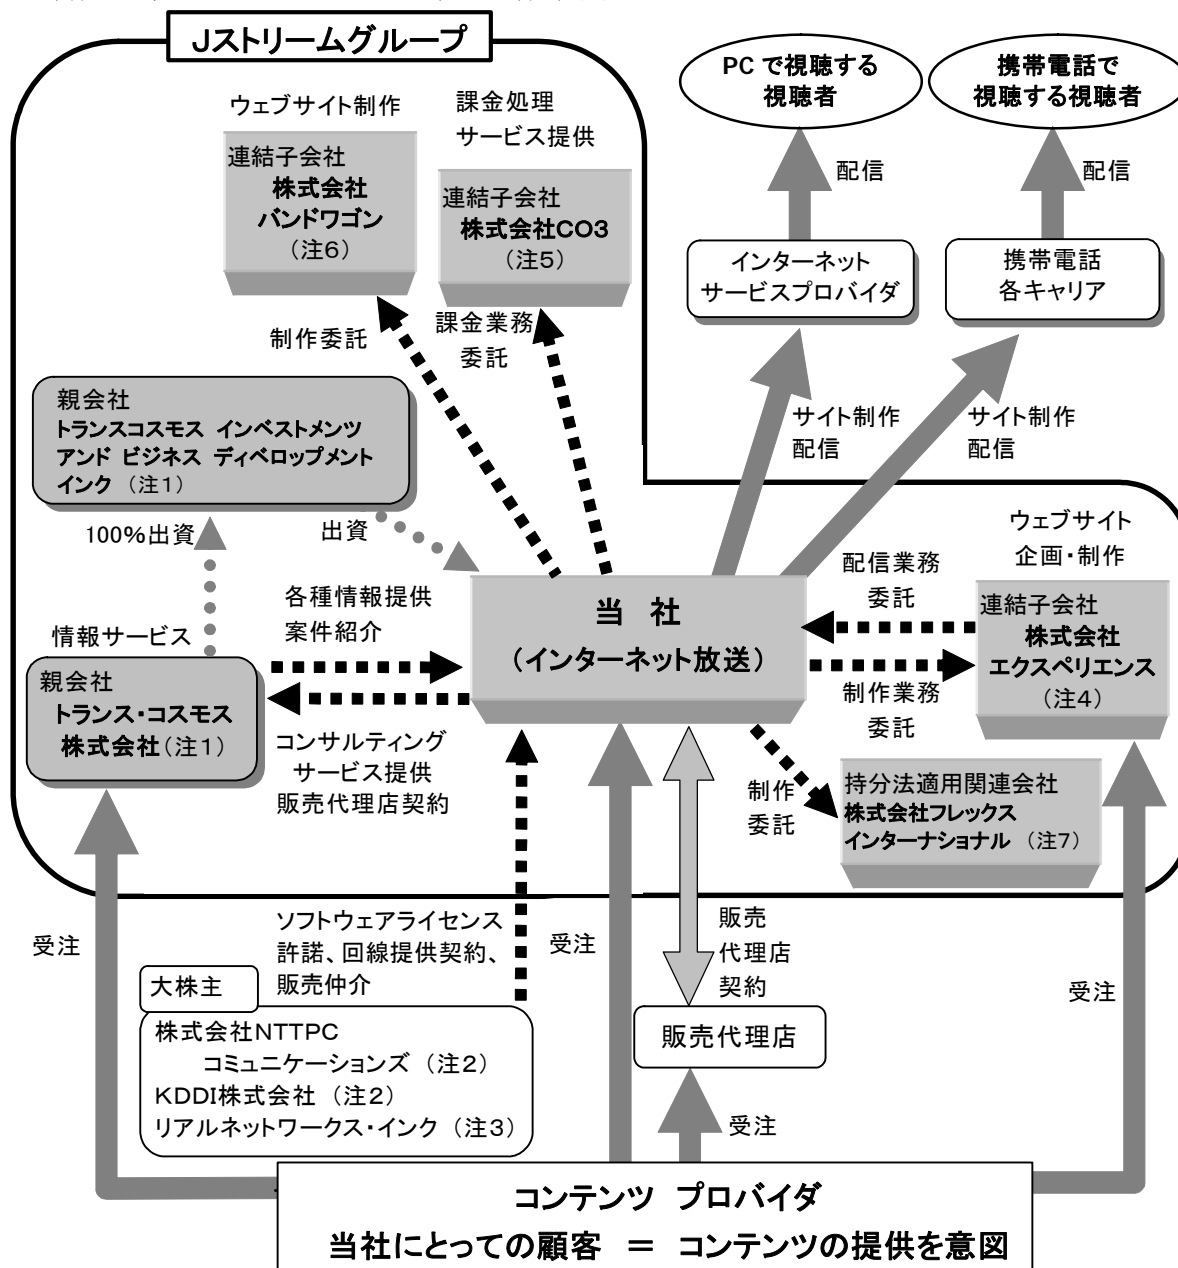 Jストリームグループ
PCで視聴する
視聴者
携帯電話で
視聴する視聴者
ウェブサイト制作
課金処理
サービス提供
連結子会社
株式会社
バンドワゴン
（注6）
連結子会社
株式会社CO3
（注5）
配信
配信
インターネット
サービスプロバイダ
携帯電話
各キャリア
制作委託
課金業務
委託
親会社
トランスコスモス インベストメンツ
アンド ビジネス ディベロップメント
インク （注1）
サイト制作
配信
サイト制作
配信
100%出資
出資
ウェブサイト
企画・制作
配信業務
委託
各種情報提供
案件紹介
当 社
（インターネット放送）
連結子会社
株式会社
エクスペリエンス
（注4）
情報サービス
親会社
トランス・コスモス
株式会社（注1）
制作業務
委託
コンサルティング
サービス提供
販売代理店契約
制作
委託
持分法適用関連会社
株式会社フレックス
インターナショナル （注7）
受注
ソフトウェアライセンス
許諾、回線提供契約、
販売仲介
受注
販売
代理店
契約
受注
大株主
株式会社NTTPC
コミュニケーションズ （注2）
KDDI株式会社 （注2）
リアルネットワークス・インク （注3）
販売代理店
受注
コンテンツ プロバイダ
当社にとっての顧客 ＝ コンテンツの提供を意図